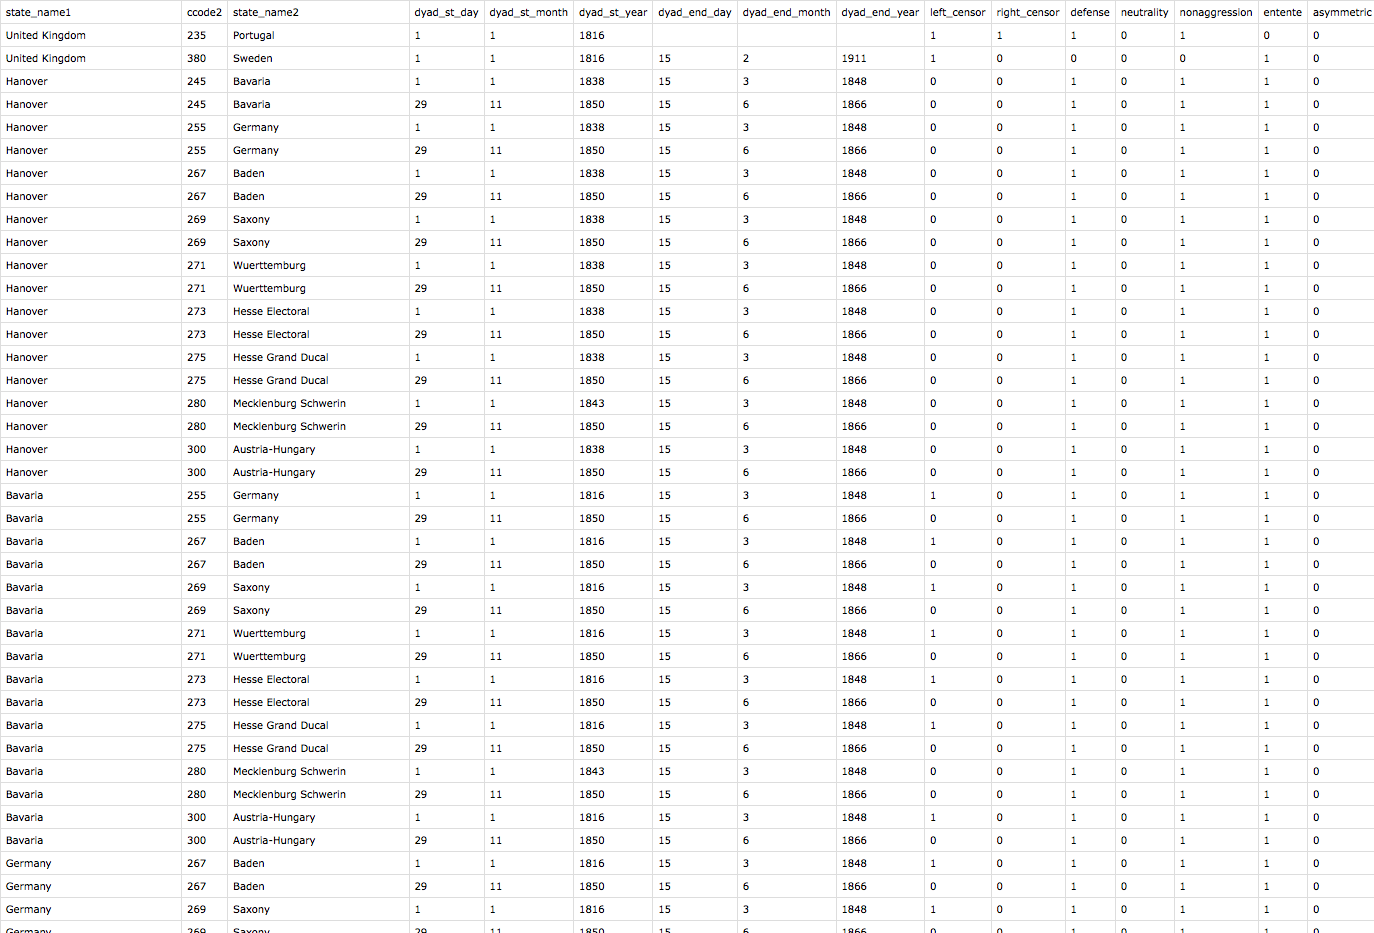 state_name1 ccode2 state_name2 dyad_st_day dyad_st_month dyad_st_year dyad_end_day dyad_end_month dyad_end_year left_censor right_censor defense neutrality nonaggression entente asymmetric
United Kingdom 235 Portugal 1 1 1816 1 1 1 0 1 0 0
United Kingdom 380 Sweden 1 1 1816 15 2 1911 1 0 0 0 0 1 0
Hanover 245 Bavaria 1 1 1838 15 3 1848 0 0 1 0 1 1 0
Hanover 245 Bavaria 29 11 1850 15 6 1866 0 0 1 0 1 1 0
Hanover 255 Germany 1 1 1838 15 3 1848 0 0 1 0 1 1 0
Hanover 255 Germany 29 11 1850 15 6 1866 0 0 1 0 1 1 0
Hanover 267 Baden 1 1 1838 15 3 1848 0 0 1 0 1 1 0
Hanover 267 Baden 29 11 1850 15 6 1866 0 0 1 0 1 1 0
Hanover 269 Saxony 1 1 1838 15 3 1848 0 0 1 0 1 1 0
Hanover 269 Saxony 29 11 1850 15 6 1866 0 0 1 0 1 1 0
Hanover 271 Wuerttemburg 1 1 1838 15 3 1848 0 0 1 0 1 1 0
Hanover 271 Wuerttemburg 29 11 1850 15 6 1866 0 0 1 0 1 1 0
Hanover 273 Hesse Electoral 1 1 1838 15 3 1848 0 0 1 0 1 1 0
Hanover 273 Hesse Electoral 29 11 1850 15 6 1866 0 0 1 0 1 1 0
Hanover 275 Hesse Grand Ducal 1 1 1838 15 3 1848 0 0 1 0 1 1 0
Hanover 275 Hesse Grand Ducal 29 11 1850 15 6 1866 0 0 1 0 1 1 0
Hanover 280 Mecklenburg Schwerin 1 1 1843 15 3 1848 0 0 1 0 1 1 0
Hanover 280 Mecklenburg Schwerin 29 11 1850 15 6 1866 0 0 1 0 1 1 0
Hanover 300 Austria-Hungary 1 1 1838 15 3 1848 0 0 1 0 1 1 0
Hanover 300 Austria-Hungary 29 11 1850 15 6 1866 0 0 1 0 1 1 0
Bavaria 255 Germany 1 1 1816 15 3 1848 1 0 1 0 1 1 0
Bavaria 255 Germany 29 11 1850 15 6 1866 0 0 1 0 1 1 0
Bavaria 267 Baden 1 1 1816 15 3 1848 1 0 1 0 1 1 0
Bavaria 267 Baden 29 11 1850 15 6 1866 0 0 1 0 1 1 0
Bavaria 269 Saxony 1 1 1816 15 3 1848 1 0 1 0 1 1 0
Bavaria 269 Saxony 29 11 1850 15 6 1866 0 0 1 0 1 1 0
Bavaria 271 Wuerttemburg 1 1 1816 15 3 1848 1 0 1 0 1 1 0
Bavaria 271 Wuerttemburg 29 11 1850 15 6 1866 0 0 1 0 1 1 0
Bavaria 273 Hesse Electoral 1 1 1816 15 3 1848 1 0 1 0 1 1 0
Bavaria 273 Hesse Electoral 29 11 1850 15 6 1866 0 0 1 0 1 1 0
Bavaria 275 Hesse Grand Ducal 1 1 1816 15 3 1848 1 0 1 0 1 1 0
Bavaria 275 Hesse Grand Ducal 29 11 1850 15 6 1866 0 0 1 0 1 1 0
Bavaria 280 Mecklenburg Schwerin 1 1 1843 15 3 1848 0 0 1 0 1 1 0
Bavaria 280 Mecklenburg Schwerin 29 11 1850 15 6 1866 0 0 1 0 1 1 0
Bavaria 300 Austria-Hungary 1 1 1816 15 3 1848 1 0 1 0 1 1 0
Bavaria 300 Austria-Hungary 29 11 1850 15 6 1866 0 0 1 0 1 1 0
Germany 267 Baden 1 1 1816 15 3 1848 1 0 1 0 1 1 0
Germany 267 Baden 29 11 1850 15 6 1866 0 0 1 0 1 1 0
Germany 269 Saxony 1 1 1816 15 3 1848 1 0 1 0 1 1 0
Germany 269 Saxony 29 11 1850 15 6 1866 0 0 1 0 1 1 0